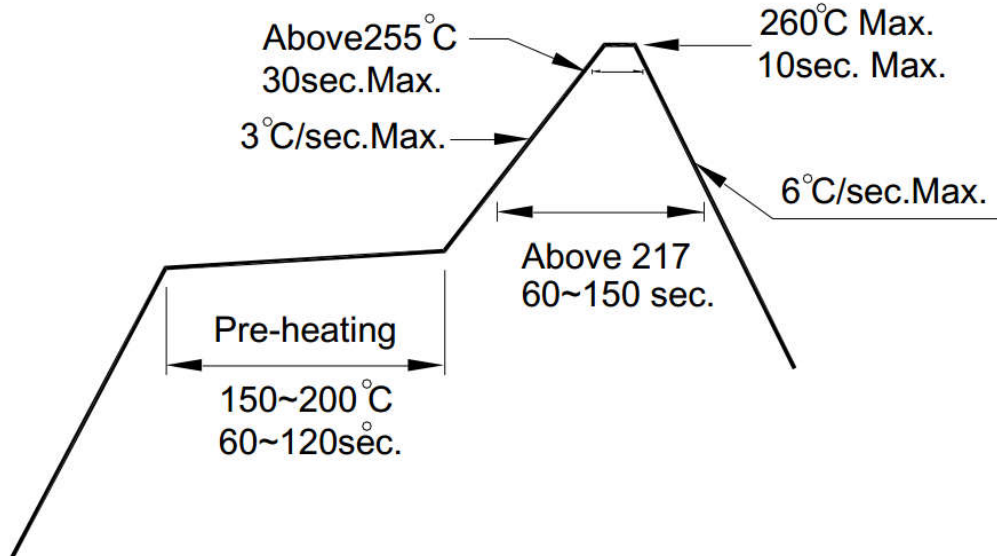 Above255°C
30sec.Max.
260°C Max.
10sec. Max.
3°C/sec.Max.
6°C/sec.Max.
Above 217
60~150 sec.
Pre-heating
150~200°C
60~120sec.